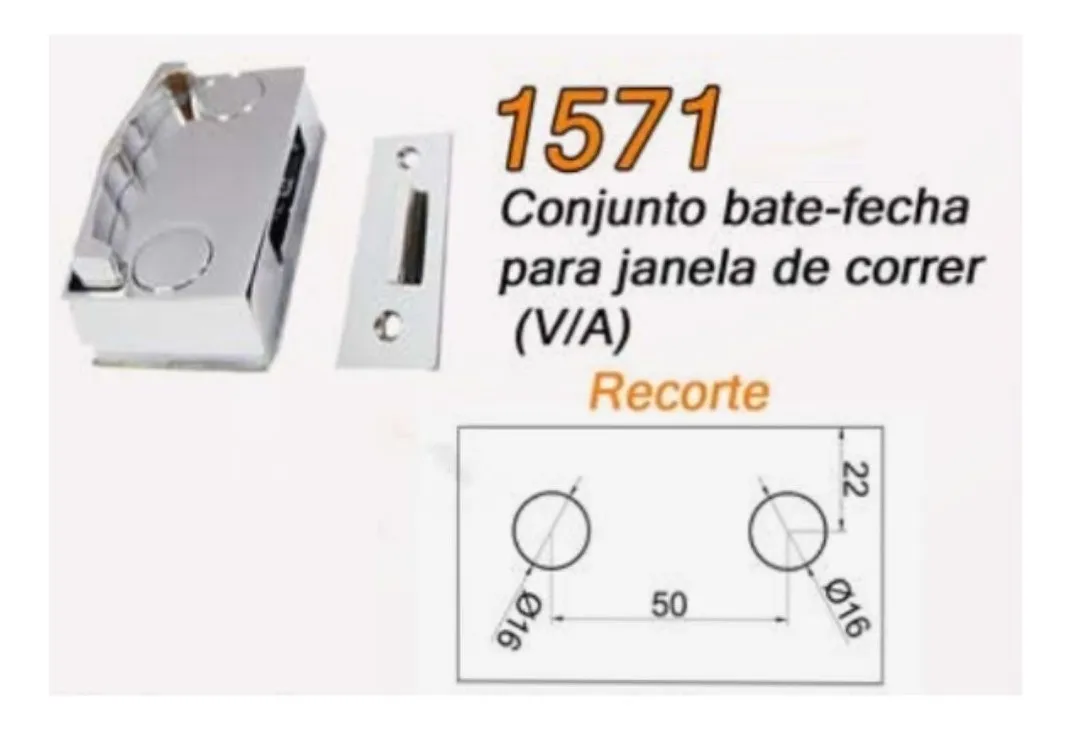 1571
Conjunto bate-fecha
para janela de correr
(V/A)
Recorte
22
50
Ø16
Ø16